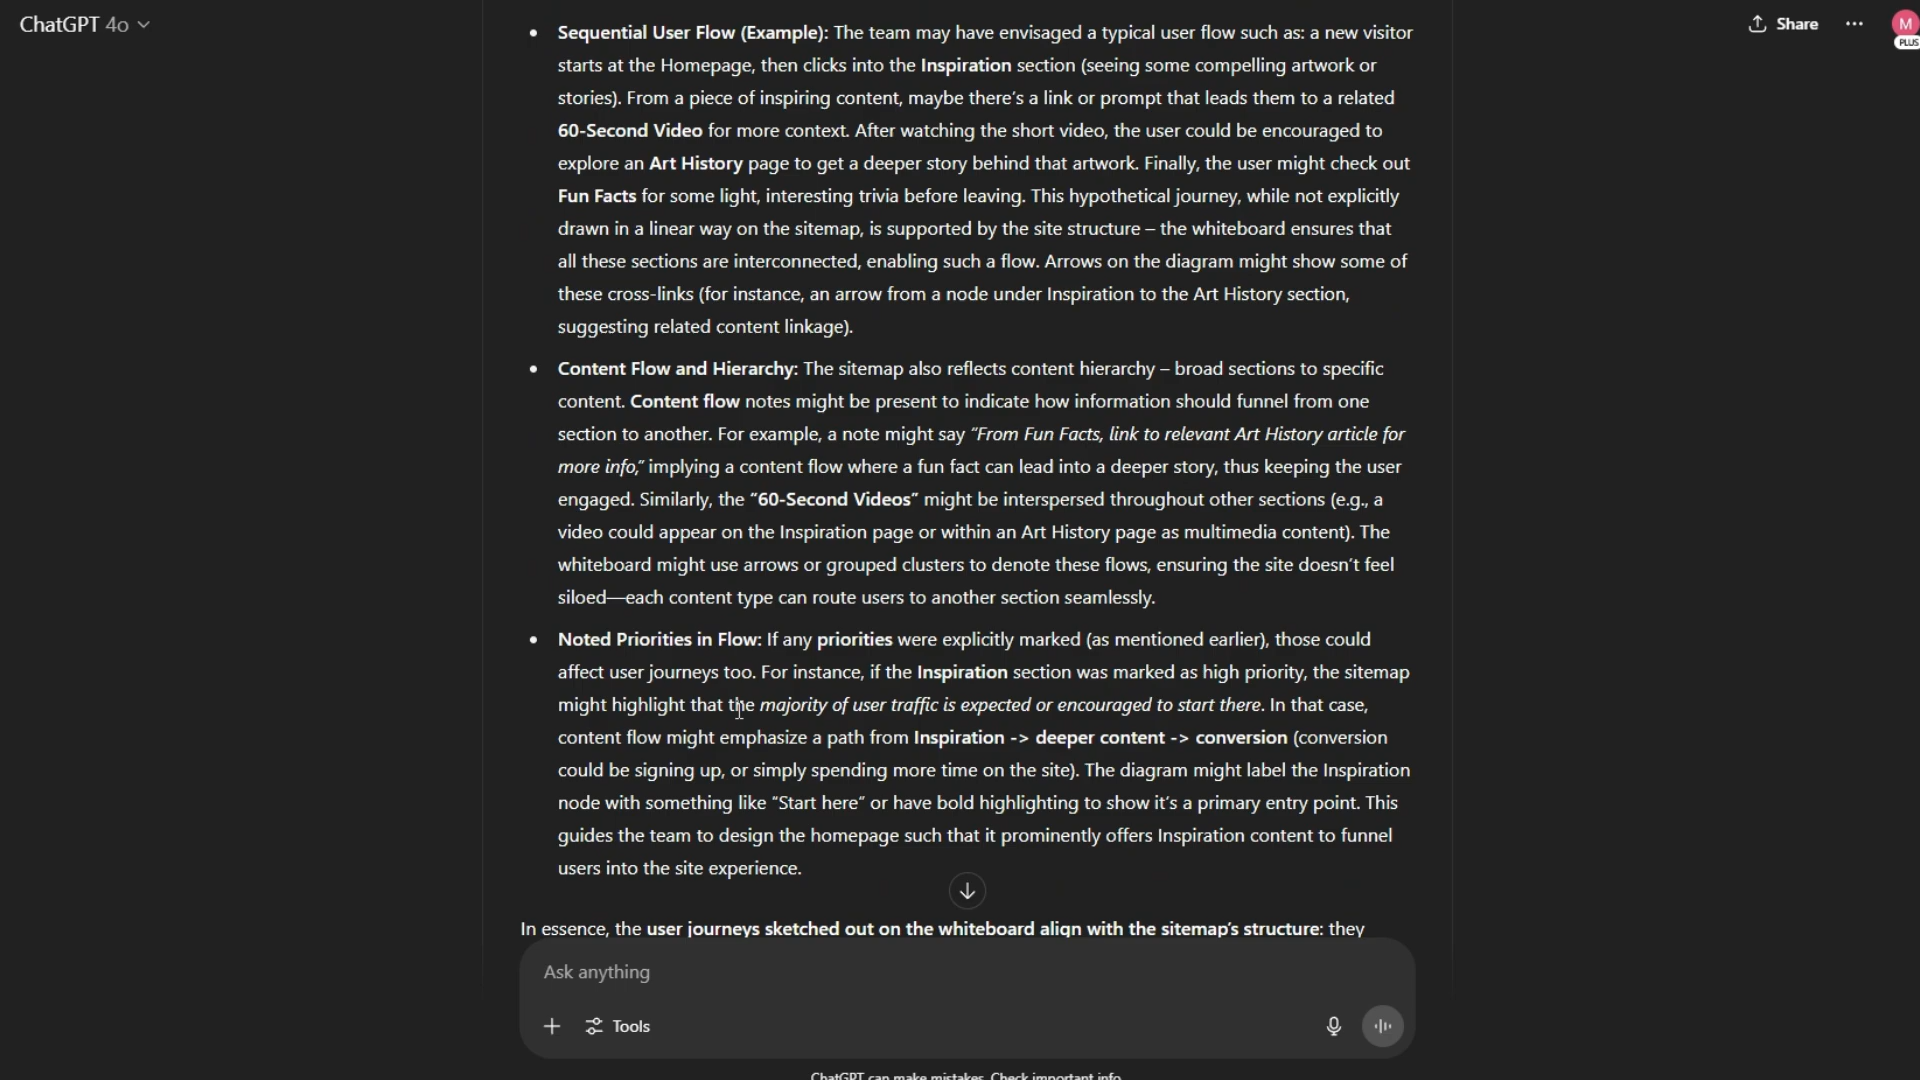 ChatGPT 4o
Share
M
PLUS
• Sequential User Flow (Example): The team may have envisaged a typical user flow such as: a new visitor
starts at the Homepage, then clicks into the Inspiration section (seeing some compelling artwork or
stories). From a piece of inspiring content, maybe there's a link or prompt that leads them to a related
60-Second Video for more context. After watching the short video, the user could be encouraged to
explore an Art History page to get a deeper story behind that artwork. Finally, the user might check out
Fun Facts for some light, interesting trivia before leaving. This hypothetical journey, while not explicitly
drawn in a linear way on the sitemap, is supported by the site structure – the whiteboard ensures that
all these sections are interconnected, enabling such a flow. Arrows on the diagram might show some of
these cross-links (for instance, an arrow from a node under Inspiration to the Art History section,
suggesting related content linkage).
• Content Flow and Hierarchy: The sitemap also reflects content hierarchy – broad sections to specific
content. Content flow notes might be present to indicate how information should funnel from one
section to another. For example, a note might say “From Fun Facts, link to relevant Art History article for
more info,” implying a content flow where a fun fact can lead into a deeper story, thus keeping the user
engaged. Similarly, the “60-Second Videos” might be interspersed throughout other sections (e.g., a
video could appear on the Inspiration page or within an Art History page as multimedia content). The
whiteboard might use arrows or grouped clusters to denote these flows, ensuring the site doesn't feel
siloed—each content type can route users to another section seamlessly.
• Noted Priorities in Flow: If any priorities were explicitly marked (as mentioned earlier), those could
affect user journeys too. For instance, if the Inspiration section was marked as high priority, the sitemap
might highlight that the majority of user traffic is expected or encouraged to start there. In that case,
content flow might emphasize a path from Inspiration -> deeper content -> conversion (conversion
could be signing up, or simply spending more time on the site). The diagram might label the Inspiration
node with something like "Start here" or have bold highlighting to show it's a primary entry point. This
guides the team to design the homepage such that it prominently offers Inspiration content to funnel
users into the site experience.
In essence, the user journeys sketched out on the whiteboard align with the sitemap's structure: they
Ask anything
Tools
ChatGPT can make mistakes. Check important info.